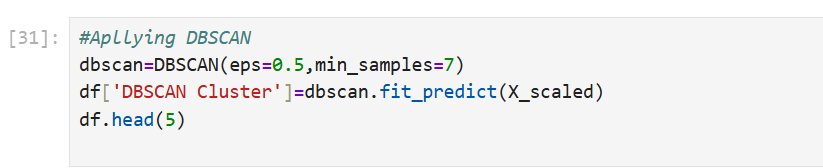 [31]: #Apllying DBSCAN
dbscan=DBSCAN(eps=0.5,min_samples=7)
df['DBSCAN Cluster']=dbscan.fit_predict(X_scaled)
df.head(5)